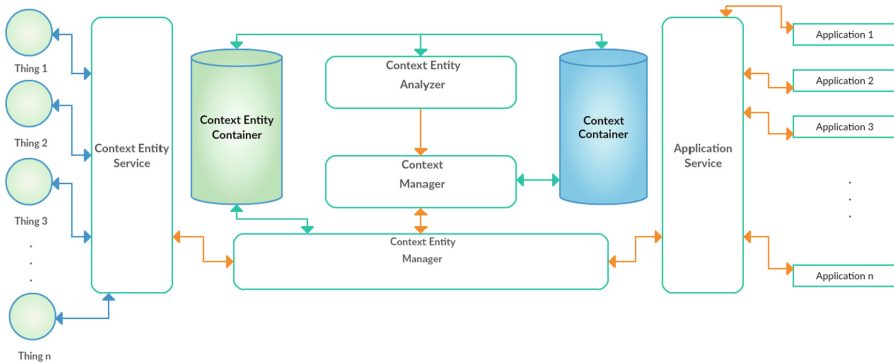 Thing 1
Thing 2
Thing 3
.
.
.
Thing n
Context Entity
Service
Context Entity
Container
Context Entity
Analyzer
Context
Manager
Context
Container
Context Entity
Manager
Application
Service
Application 1
Application 2
Application 3
.
.
.
Application n